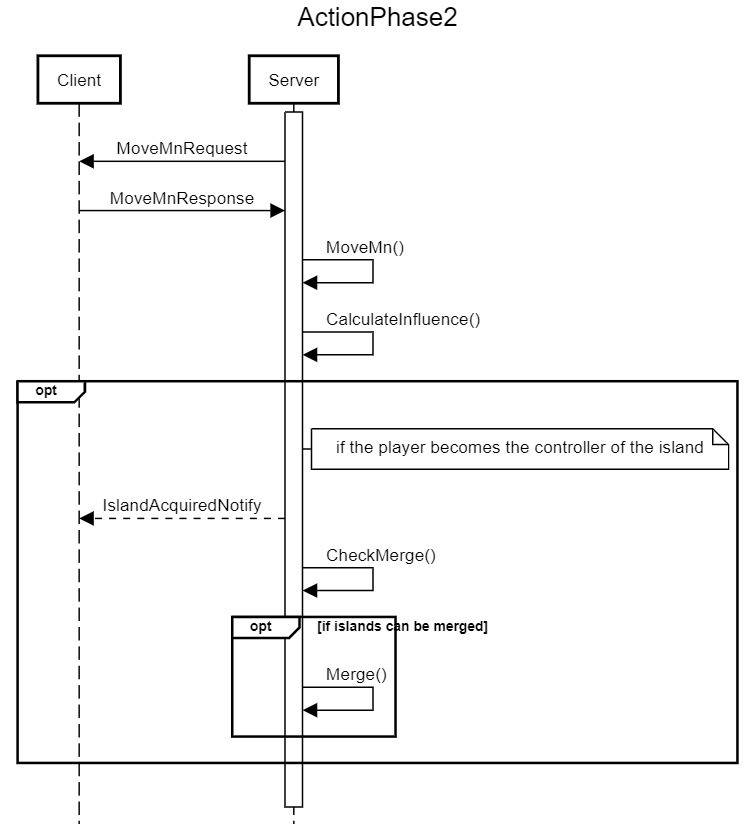 ActionPhase2
Client
Server
MoveMnRequest
MoveMnResponse
MoveMn()
CalculateInfluence()
opt
if the player becomes the controller of the island
IslandAcquiredNotify
CheckMerge()
opt [if islands can be merged]
Merge()